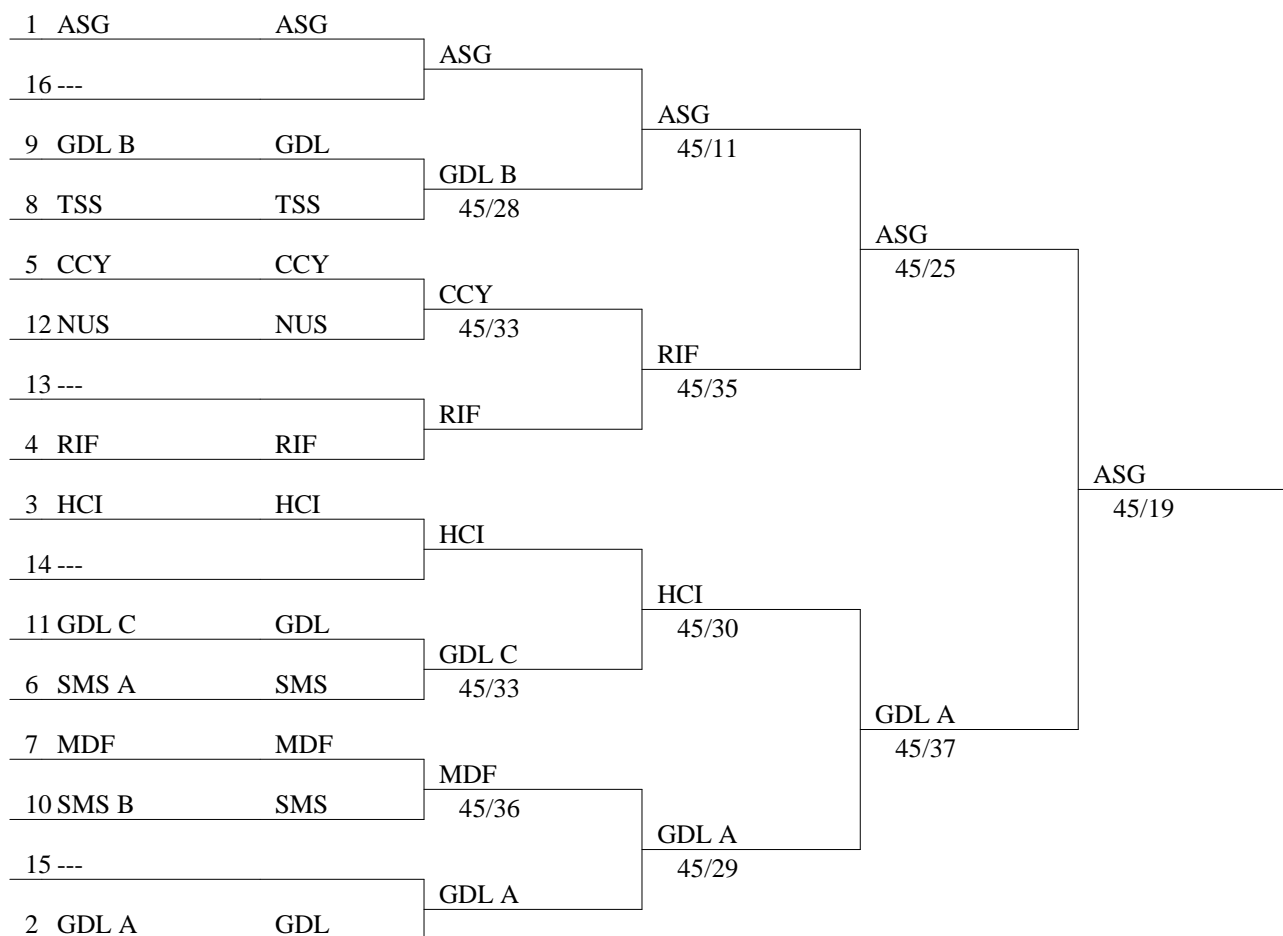 1 ASG ASG
ASG
16 ---
ASG
45/11
9 GDL B GDL
GDL B
45/28
8 TSS TSS
ASG
45/25
5 CCY CCY
CCY
45/33
12 NUS NUS
RIF
45/35
13 ---
RIF
4 RIF RIF
ASG
45/19
3 HCI HCI
HCI
14 ---
HCI
45/30
11 GDL C GDL
GDL C
45/33
6 SMS A SMS
GDL A
45/37
7 MDF MDF
MDF
45/36
10 SMS B SMS
GDL A
45/29
15 ---
GDL A
2 GDL A GDL